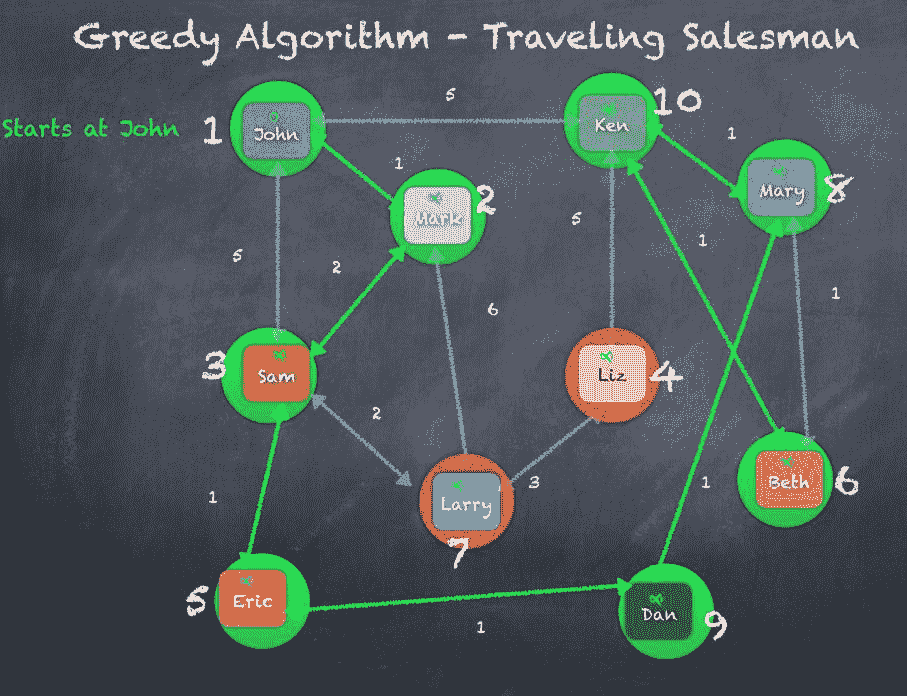 Greedy Algorithm - Traveling Salesman
Starts at John
1
John
5
Ken
10
1
Mary
8
1
Mark
2
5
2
6
5
1
1
3
Sam
2
Liz
4
1
Larry
7
3
1
Beth
6
5
Eric
1
Dan
9